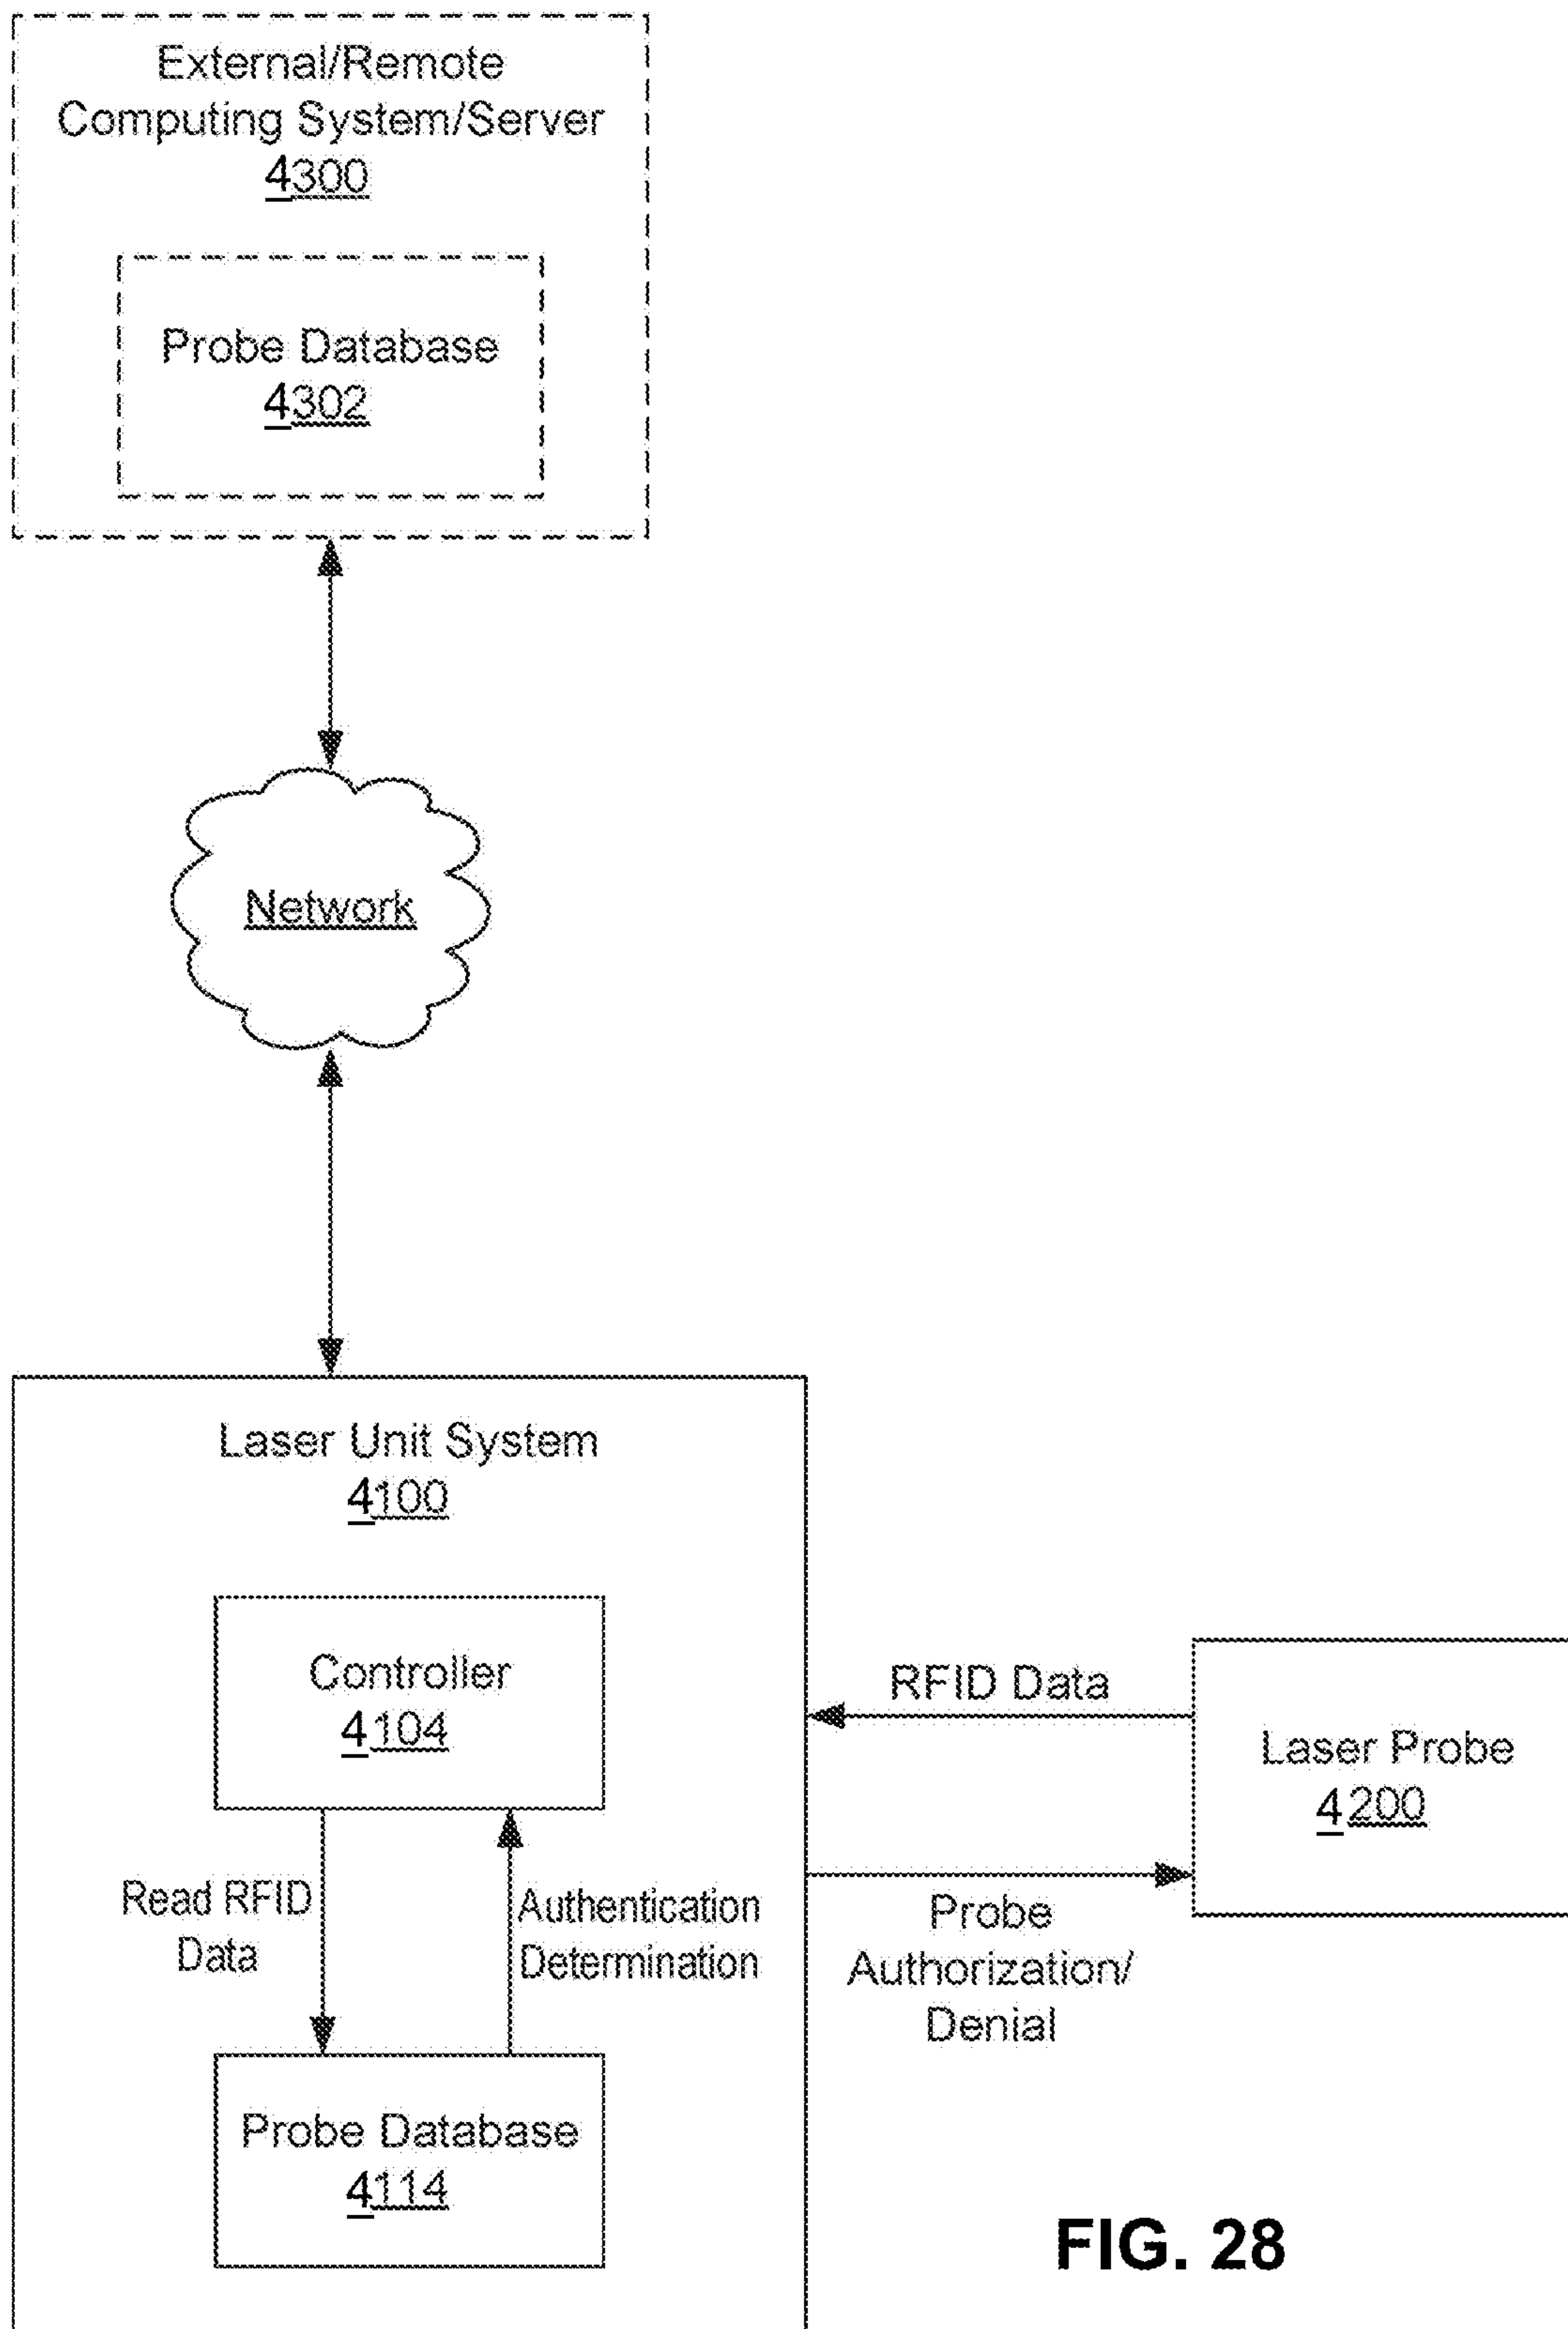 External/Remote
Computing System/Server
4300
Probe Database
4302
Network
Laser Unit System
4100
Controller
4104
Read RFID
Data
Authentication
Determination
Probe Database
4114
RFID Data
Laser Probe
4200
Probe
Authorization/
Denial
FIG. 28